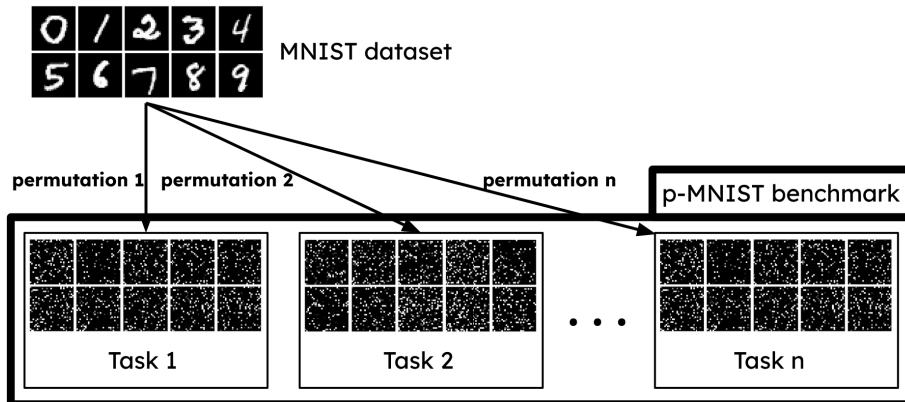 0 1 2 3 4
MNIST dataset
5 6 7 8 9
permutation 1
permutation 2
permutation n
p-MNIST benchmark
. . .
Task 1
Task 2
Task n